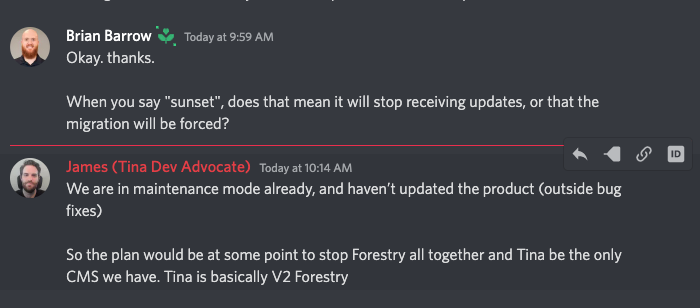 Brian Barrow Today at 9:59 AM
Okay. thanks.
When you say "sunset", does that mean it will stop receiving updates, or that the
migration will be forced?
James (Tina Dev Advocate) Today at 10:14 AM
ID
We are in maintenance mode already, and haven't updated the product (outside bug
fixes)
So the plan would be at some point to stop Forestry all together and Tina be the only
CMS we have. Tina is basically V2 Forestry